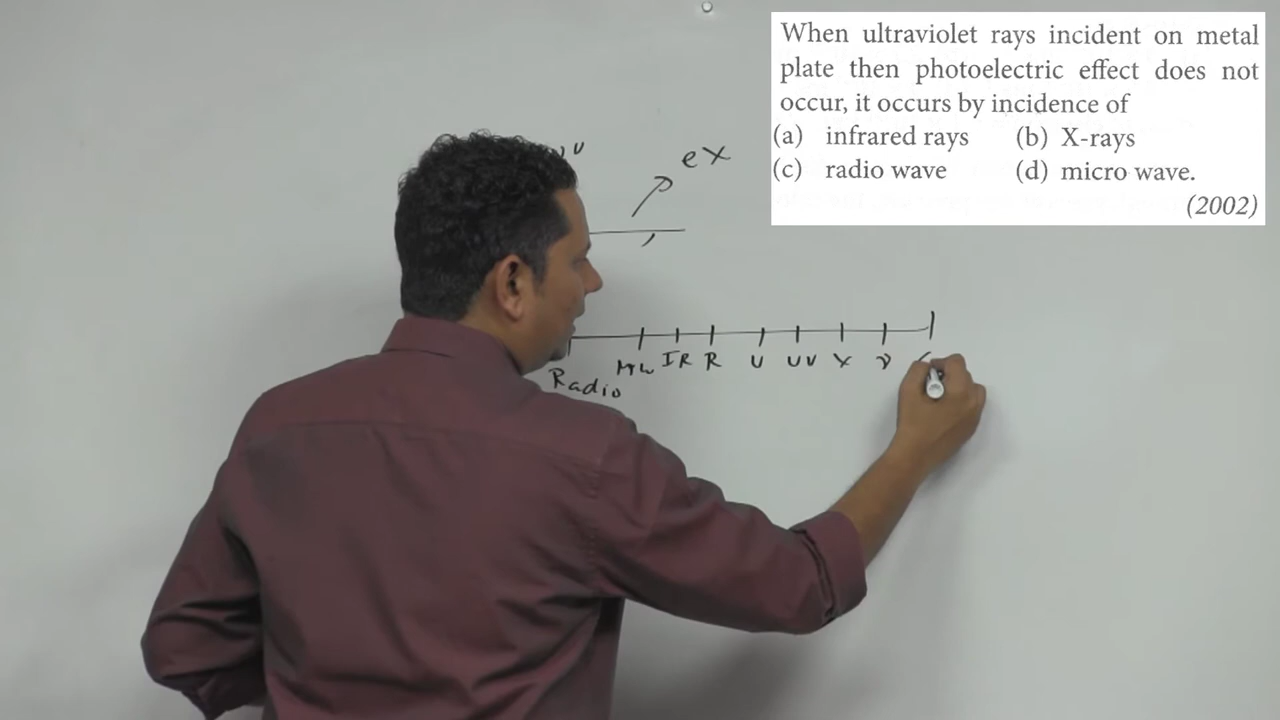 When ultraviolet rays incident on metal
plate then photoelectric effect does not
occur, it occurs by incidence of
(a) infrared rays (b) X-rays
(c) radio wave (d) micro wave.
(2002)
e X
Radio Mw IR R U UV X γ